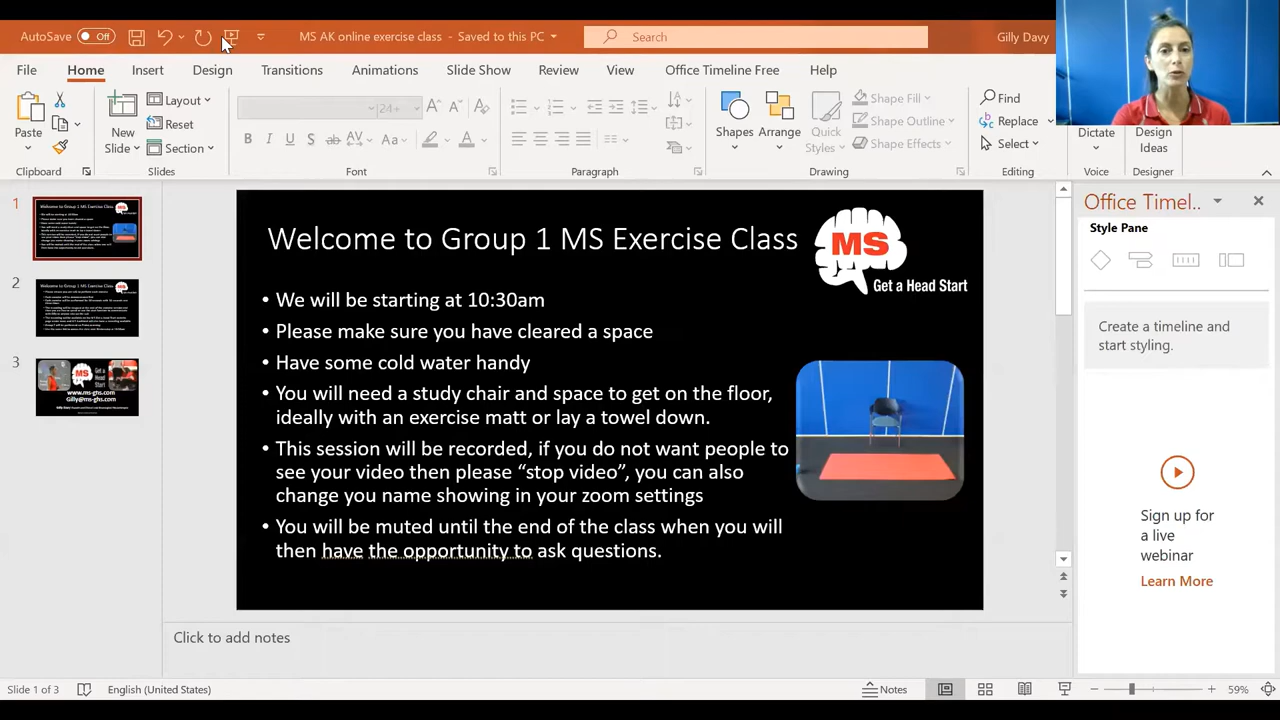 AutoSave Off
MS AK online exercise class - Saved to this PC
Search
Gilly Davy
File Home Insert Design Transitions Animations Slide Show Review View Office Timeline Free Help
Paste
Clipboard
New Slide
Layout
Reset
Section
Slides
24+
B I U S ab AV Aa A
Font
Paragraph
Shapes
Arrange
Quick Styles
Shape Fill
Shape Outline
Shape Effects
Drawing
Find
Replace
Select
Editing
Dictate
Voice
Design Ideas
Designer
1
2
3
Welcome to Group 1 MS Exercise Class
MS
Get a Head Start
• We will be starting at 10:30am
• Please make sure you have cleared a space
• Have some cold water handy
• You will need a study chair and space to get on the floor,
ideally with an exercise matt or lay a towel down.
• This session will be recorded, if you do not want people to
see your video then please “stop video”, you can also
change you name showing in your zoom settings
• You will be muted until the end of the class when you will
then have the opportunity to ask questions.
Click to add notes
Office Timel...
Style Pane
Create a timeline and
start styling.
Sign up for
a live
webinar
Learn More
Slide 1 of 3
English (United States)
Notes
59%